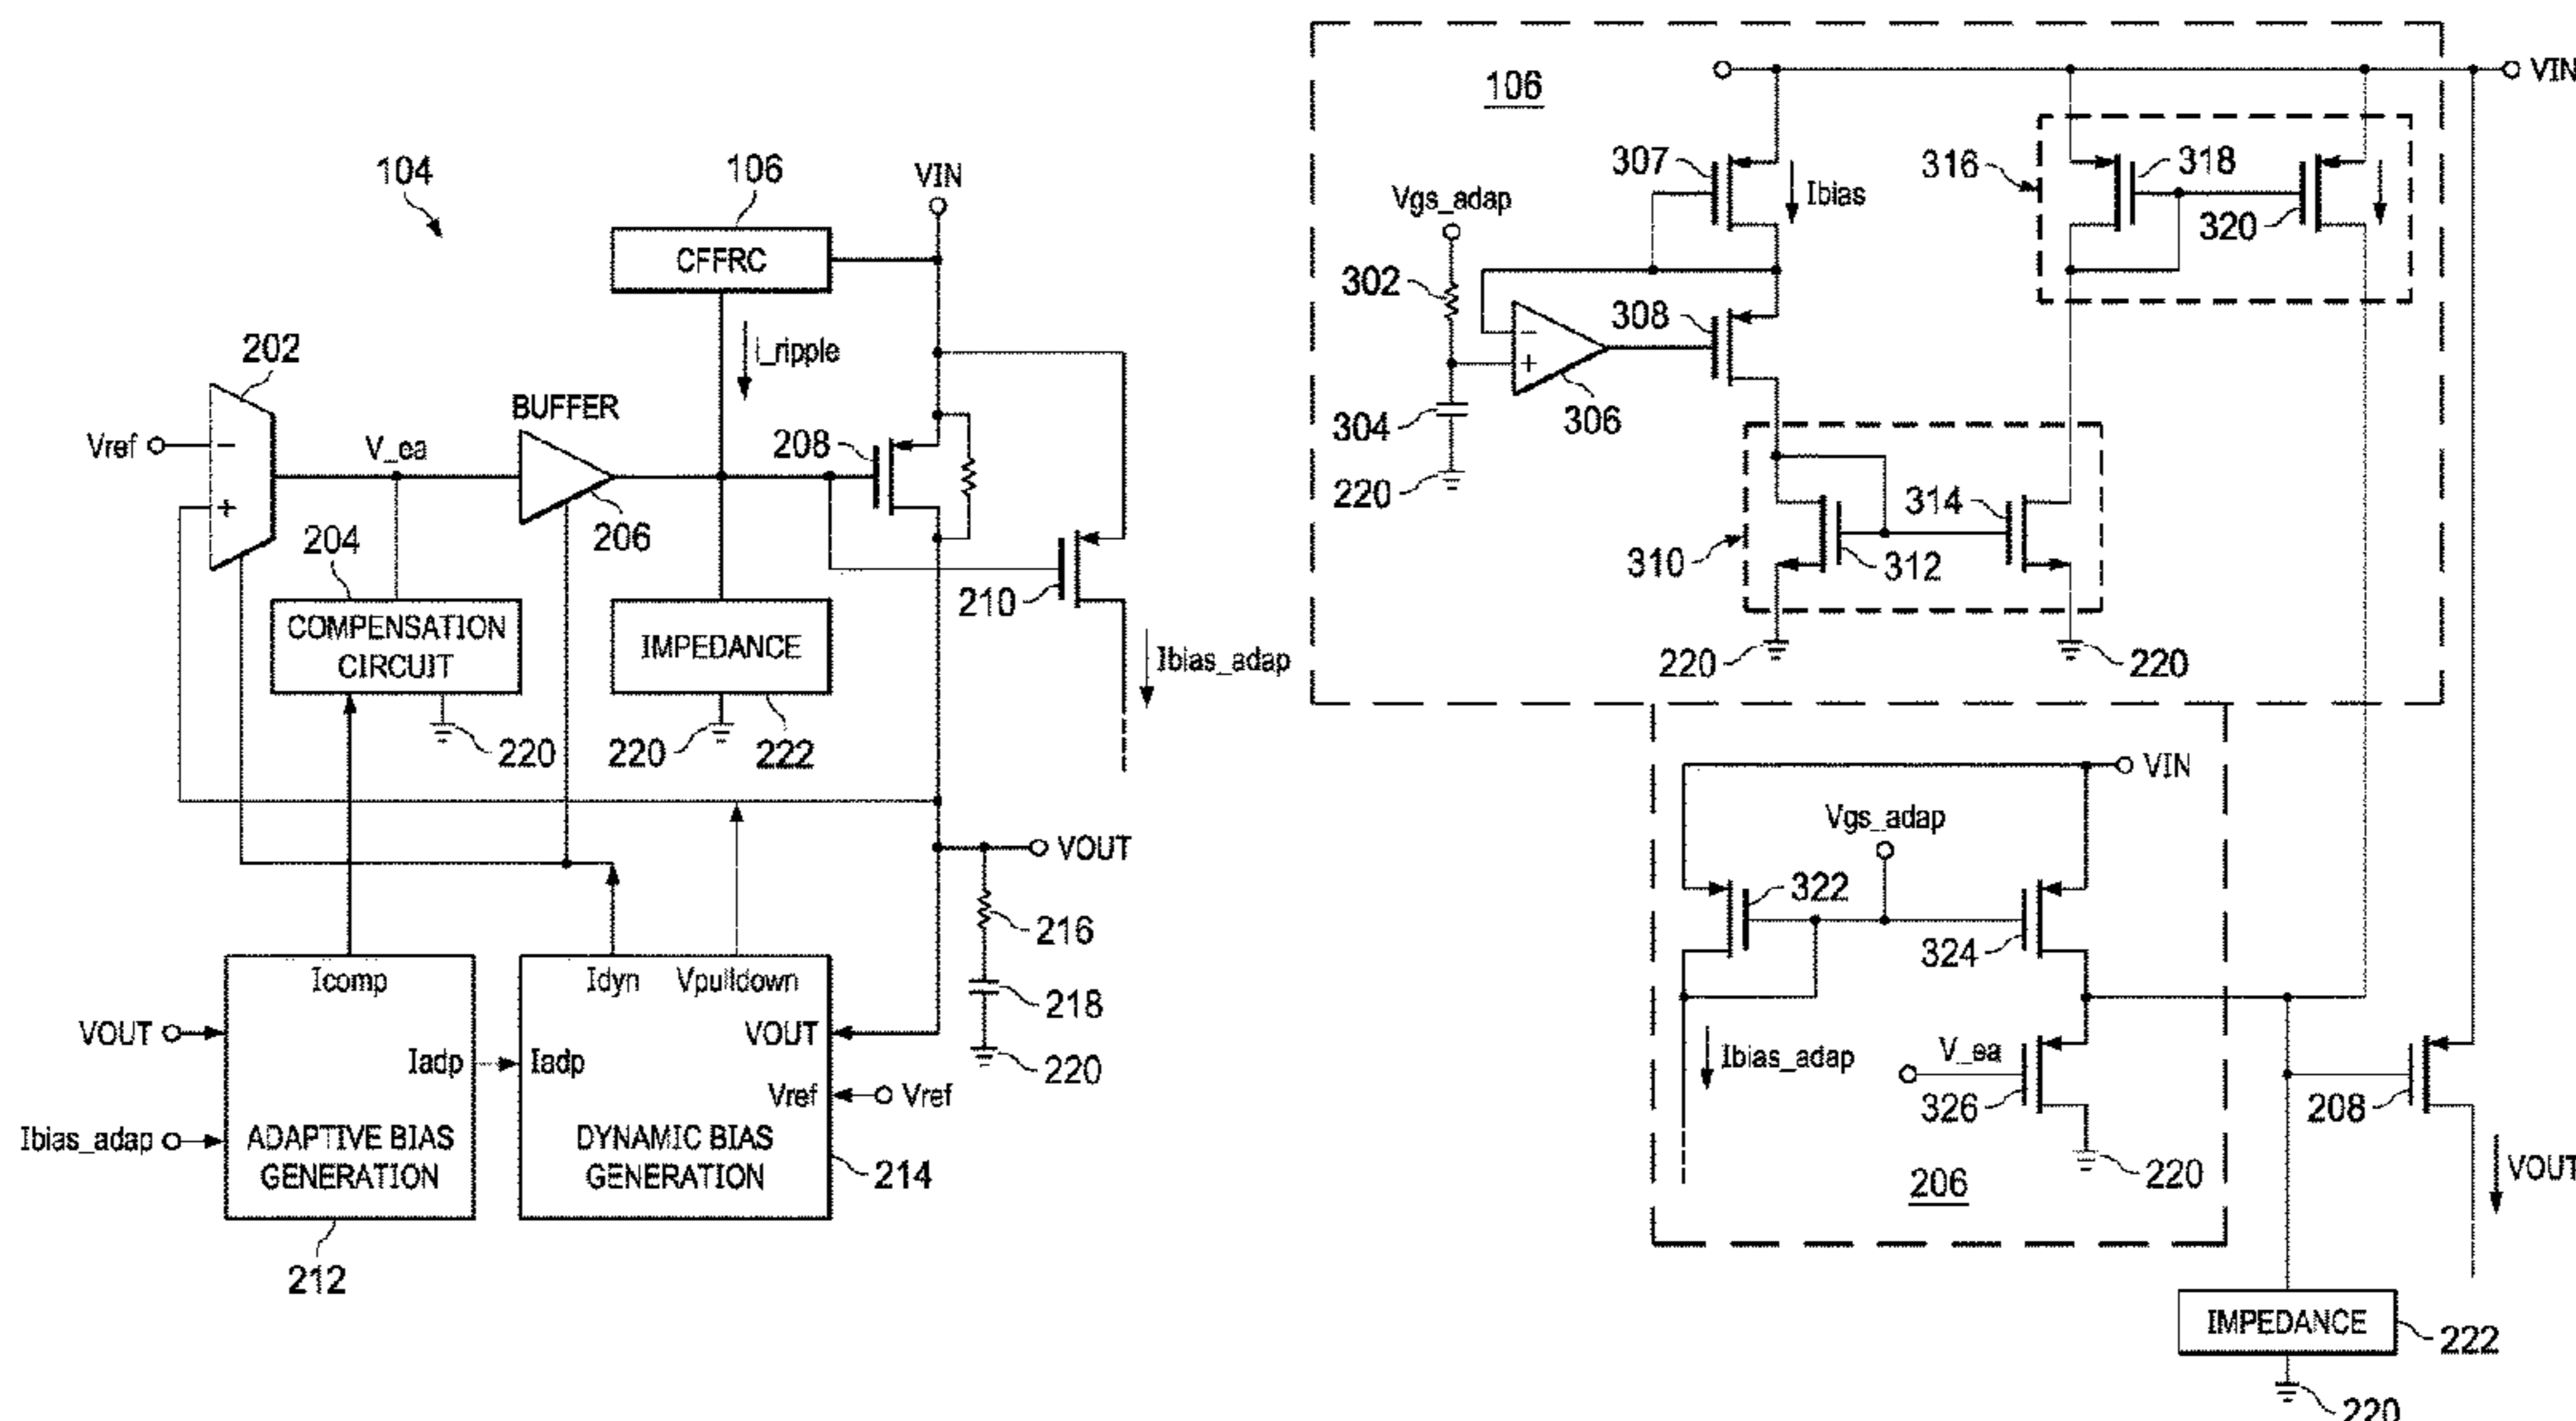 104
106
VIN
CFFRC
I_ripple
202
BUFFER
Vref
−
V_ea
208
+
204
206
210
COMPENSATION
CIRCUIT
IMPEDANCE
Ibias_adap
220
220
222
VOUT
216
218
220
Icomp
Idyn
Vpulldown
VOUT
VOUT
Iadp
Iadp
Vref
Vref
Ibias_adap
ADAPTIVE BIAS
GENERATION
DYNAMIC BIAS
GENERATION
214
212
106
VIN
307
Ibias
316
318
320
Vgs_adap
302
308
−
+
306
304
220
314
310
312
220
220
VIN
Vgs_adap
322
324
Ibias_adap
V_ea
326
208
220
206
VOUT
IMPEDANCE
222
220